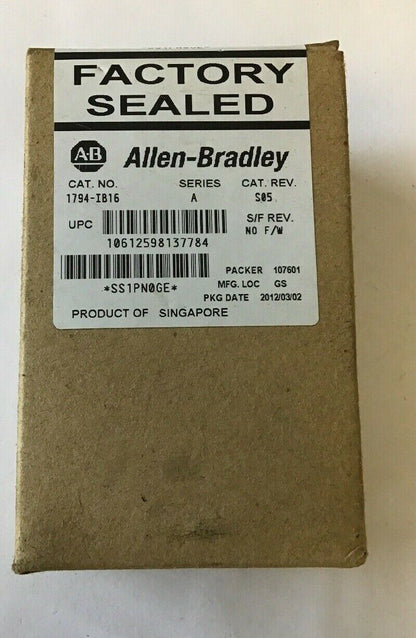 FACTORY
SEALED
A-B Allen-Bradley
CAT. NO. SERIES CAT. REV.
1794-IB16 A S05
UPC S/F REV.
NO F/W
10612598137784
PACKER 107601
*SS1PN0GE* MFG. LOC GS
PKG DATE 2012/03/02
PRODUCT OF SINGAPORE